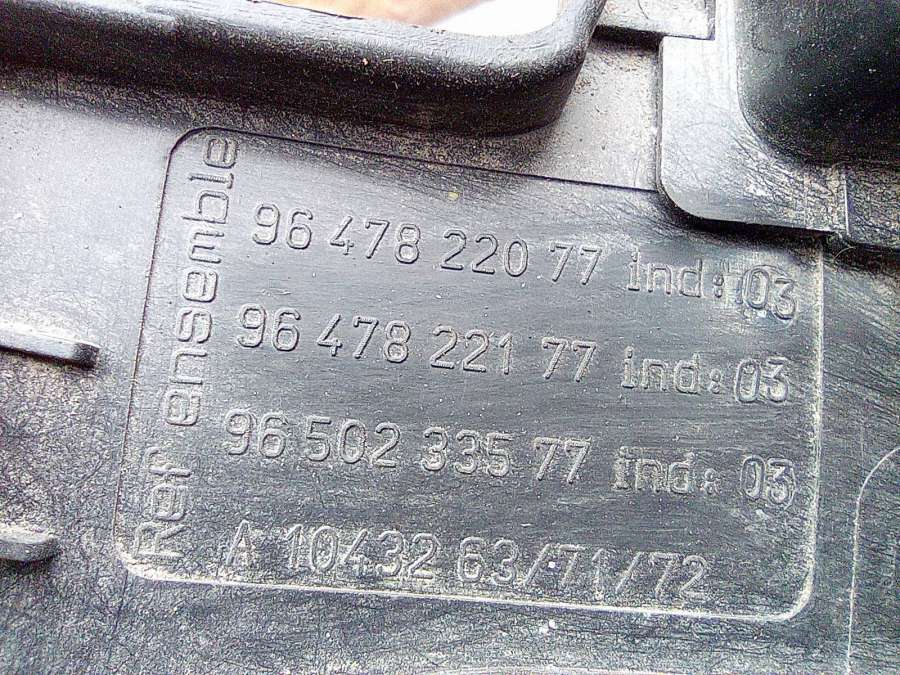 Ref ensemble
96 478 220 77 ind: 03
96 478 221 77 ind: 03
96 502 335 77 ind: 03
A 10432 63/71/72